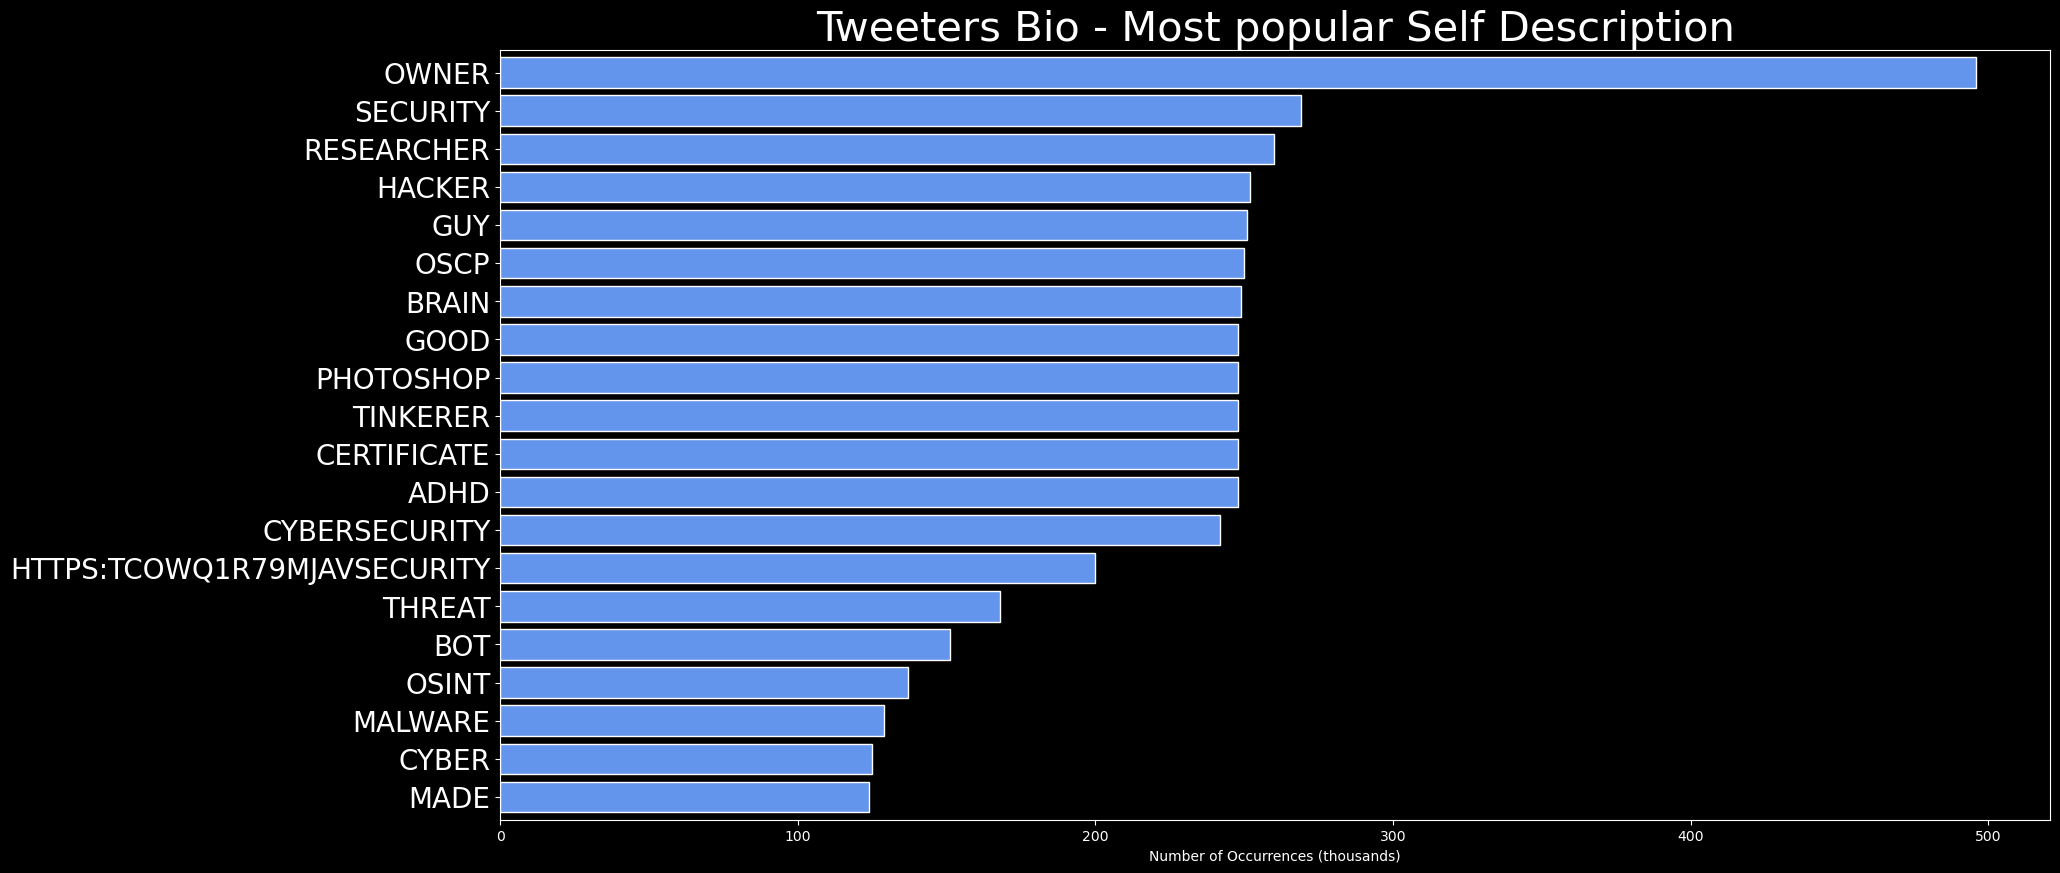 Tweeters Bio - Most popular Self Description
OWNER
SECURITY
RESEARCHER
HACKER
GUY
OSCP
BRAIN
GOOD
PHOTOSHOP
TINKERER
CERTIFICATE
ADHD
CYBERSECURITY
HTTPS:TCOWQ1R79MJAVSECURITY
THREAT
BOT
OSINT
MALWARE
CYBER
MADE
0 100 200 300 400 500
Number of Occurrences (thousands)